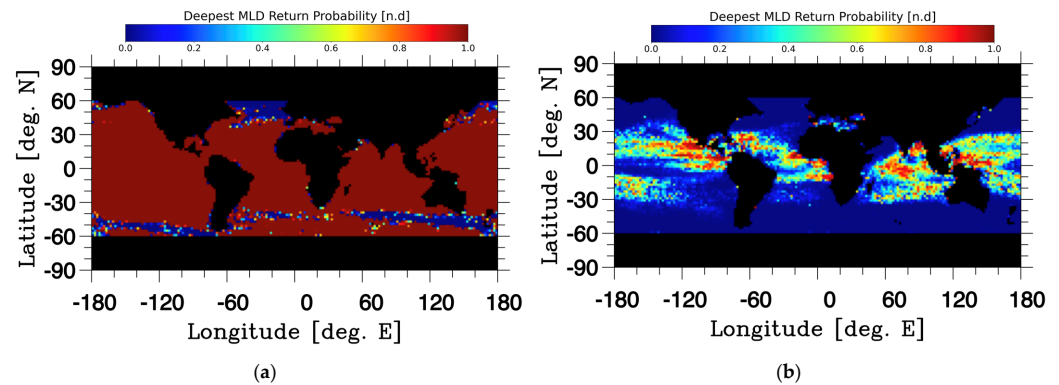 Deepest MLD Return Probability [n.d]
0.0 0.2 0.4 0.6 0.8 1.0
90
60
30
0
-30
-60
-90
Latitude [deg. N]
-180 -120 -60 0 60 120 180
Longitude [deg. E]
(a)
Deepest MLD Return Probability [n.d]
0.0 0.2 0.4 0.6 0.8 1.0
90
60
30
0
-30
-60
-90
Latitude [deg. N]
-180 -120 -60 0 60 120 180
Longitude [deg. E]
(b)